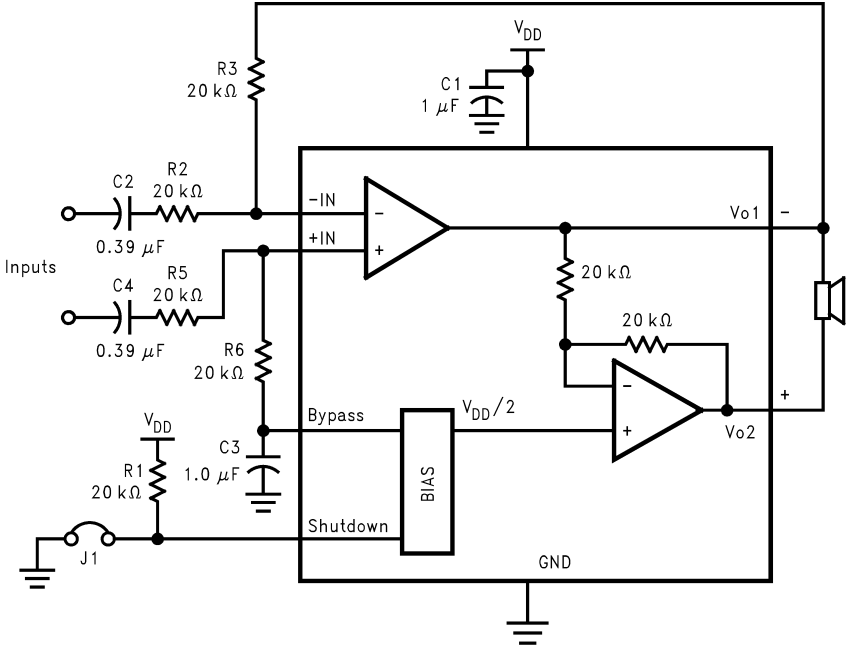 V_DD
R3
20 kΩ
C1
1 μF
R2
C2
20 kΩ
-IN
−
Vo1 −
0.39 μF
+IN
+
Inputs
R5
C4
20 kΩ
20 kΩ
0.39 μF
20 kΩ
R6
20 kΩ
−
+
Bypass
V_DD/2
+
Vo2
V_DD
C3
1.0 μF
R1
20 kΩ
BIAS
Shutdown
J1
GND